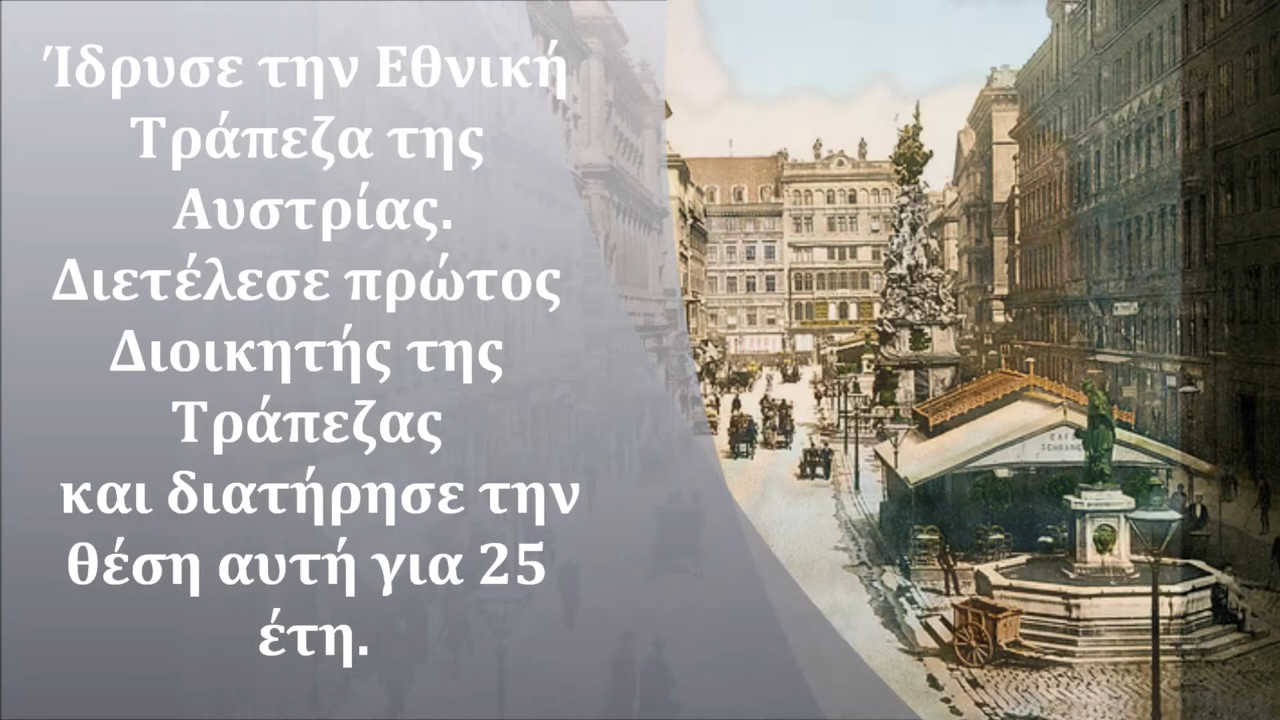 Ίδρυσε την Εθνική
Τράπεζα της
Αυστρίας.
Διετέλεσε πρώτος
Διοικητής της
Τράπεζας
και διατήρησε την
θέση αυτή για 25
έτη.